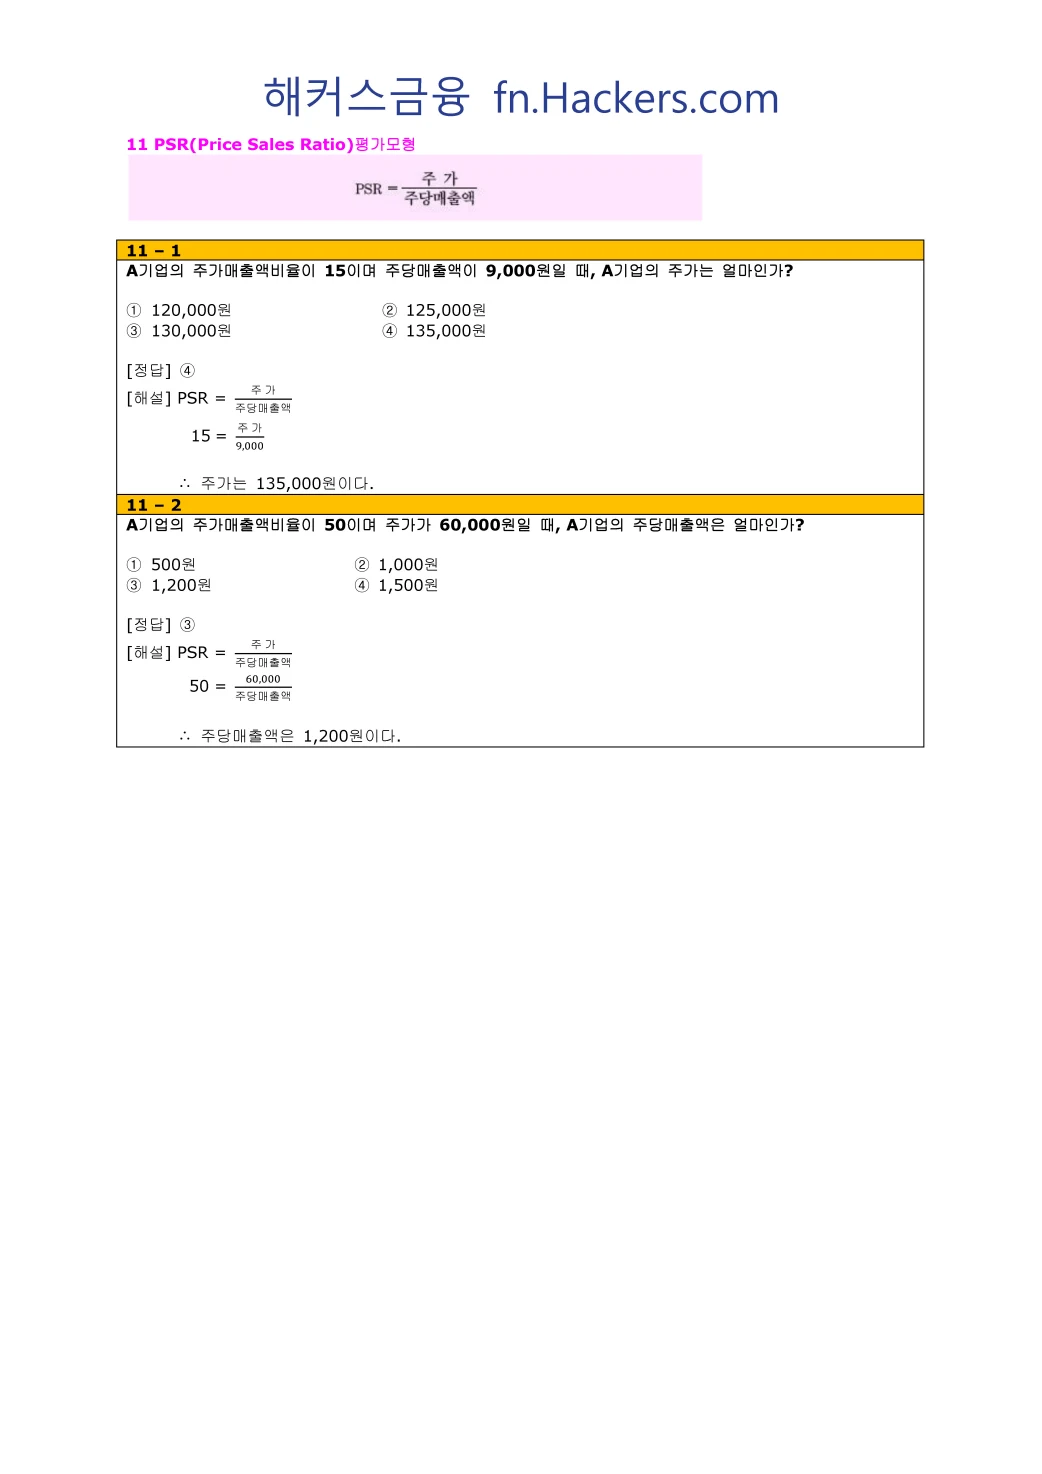 해커스금융 fn.Hackers.com
11 PSR(Price Sales Ratio)평가모형
PSR = 주 가 / 주당매출액
11 – 1
A기업의 주가매출액비율이 15이며 주당매출액이 9,000원일 때, A기업의 주가는 얼마인가?
① 120,000원 ② 125,000원
③ 130,000원 ④ 135,000원
[정답] ④
[해설] PSR = 주 가 / 주당매출액
15 = 주 가 / 9,000
∴ 주가는 135,000원이다.
11 – 2
A기업의 주가매출액비율이 50이며 주가가 60,000원일 때, A기업의 주당매출액은 얼마인가?
① 500원 ② 1,000원
③ 1,200원 ④ 1,500원
[정답] ③
[해설] PSR = 주 가 / 주당매출액
50 = 60,000 / 주당매출액
∴ 주당매출액은 1,200원이다.